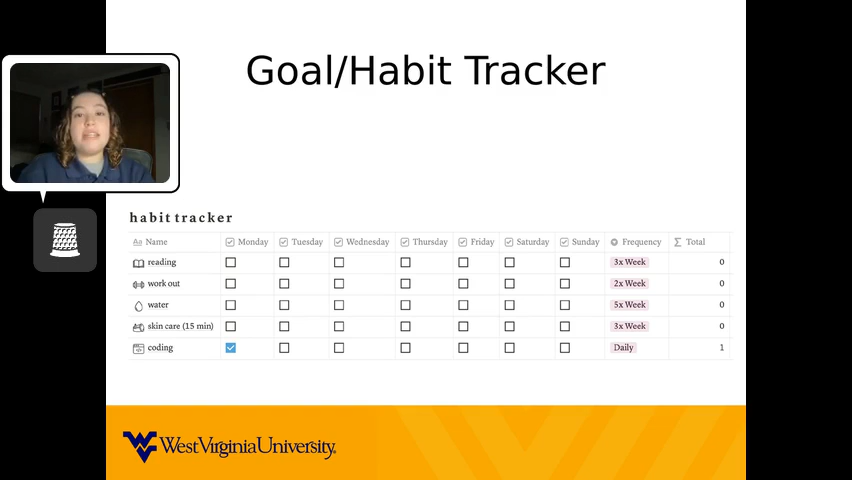 Goal/Habit Tracker
habit tracker
Aa Name Monday Tuesday Wednesday Thursday Friday Saturday Sunday Frequency Σ Total
reading 3x Week 0
work out 2x Week 0
water 5x Week 0
skin care (15 min) 3x Week 0
coding Daily 1
WV WestVirginiaUniversity.